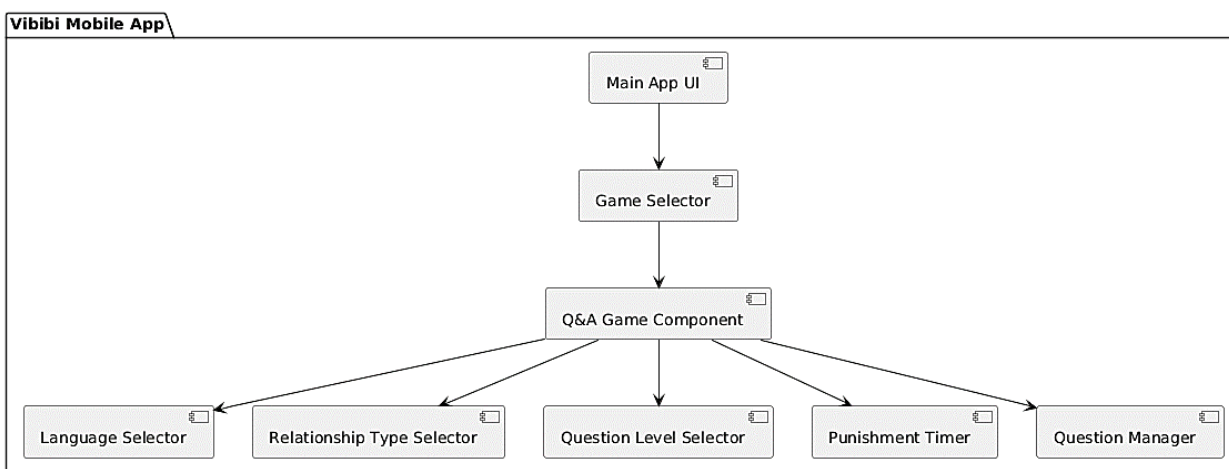 Vibibi Mobile App
Main App UI
Game Selector
Q&A Game Component
Language Selector
Relationship Type Selector
Question Level Selector
Punishment Timer
Question Manager